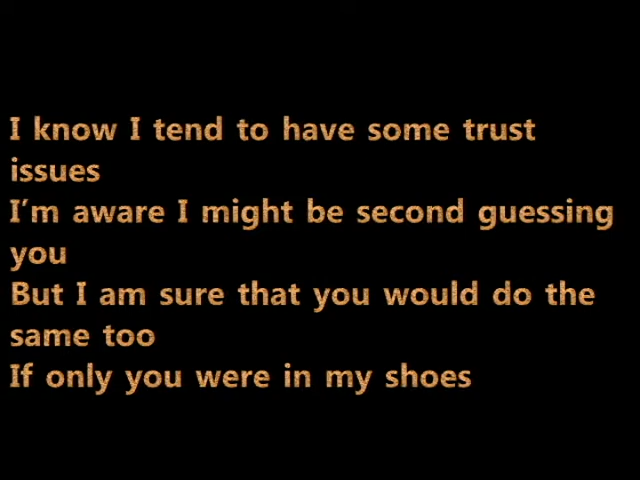 I know I tend to have some trust
issues
I'm aware I might be second guessing
you
But I am sure that you would do the
same too
If only you were in my shoes